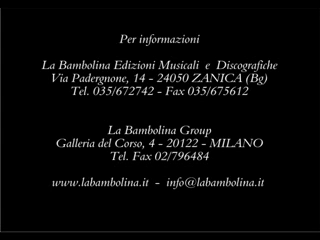 Per informazioni
La Bambolina Edizioni Musicali e Discografiche
Via Padergnone, 14 - 24050 ZANICA (Bg)
Tel. 035/672742 - Fax 035/675612
La Bambolina Group
Galleria del Corso, 4 - 20122 - MILANO
Tel. Fax 02/796484
www.labambolina.it - info@labambolina.it